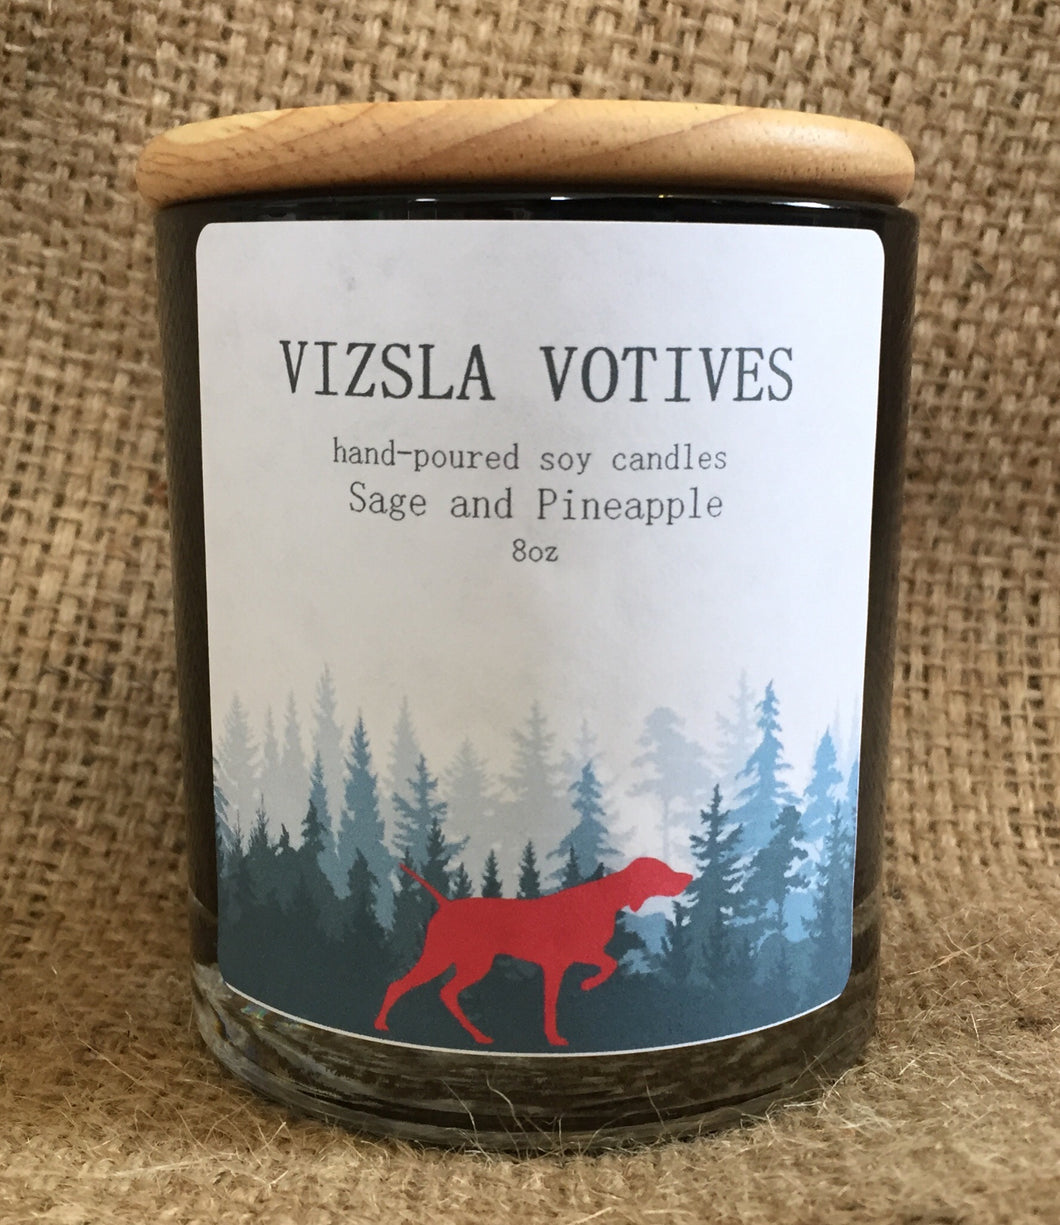 VIZSLA VOTIVES
hand-poured soy candles
Sage and Pineapple
8oz